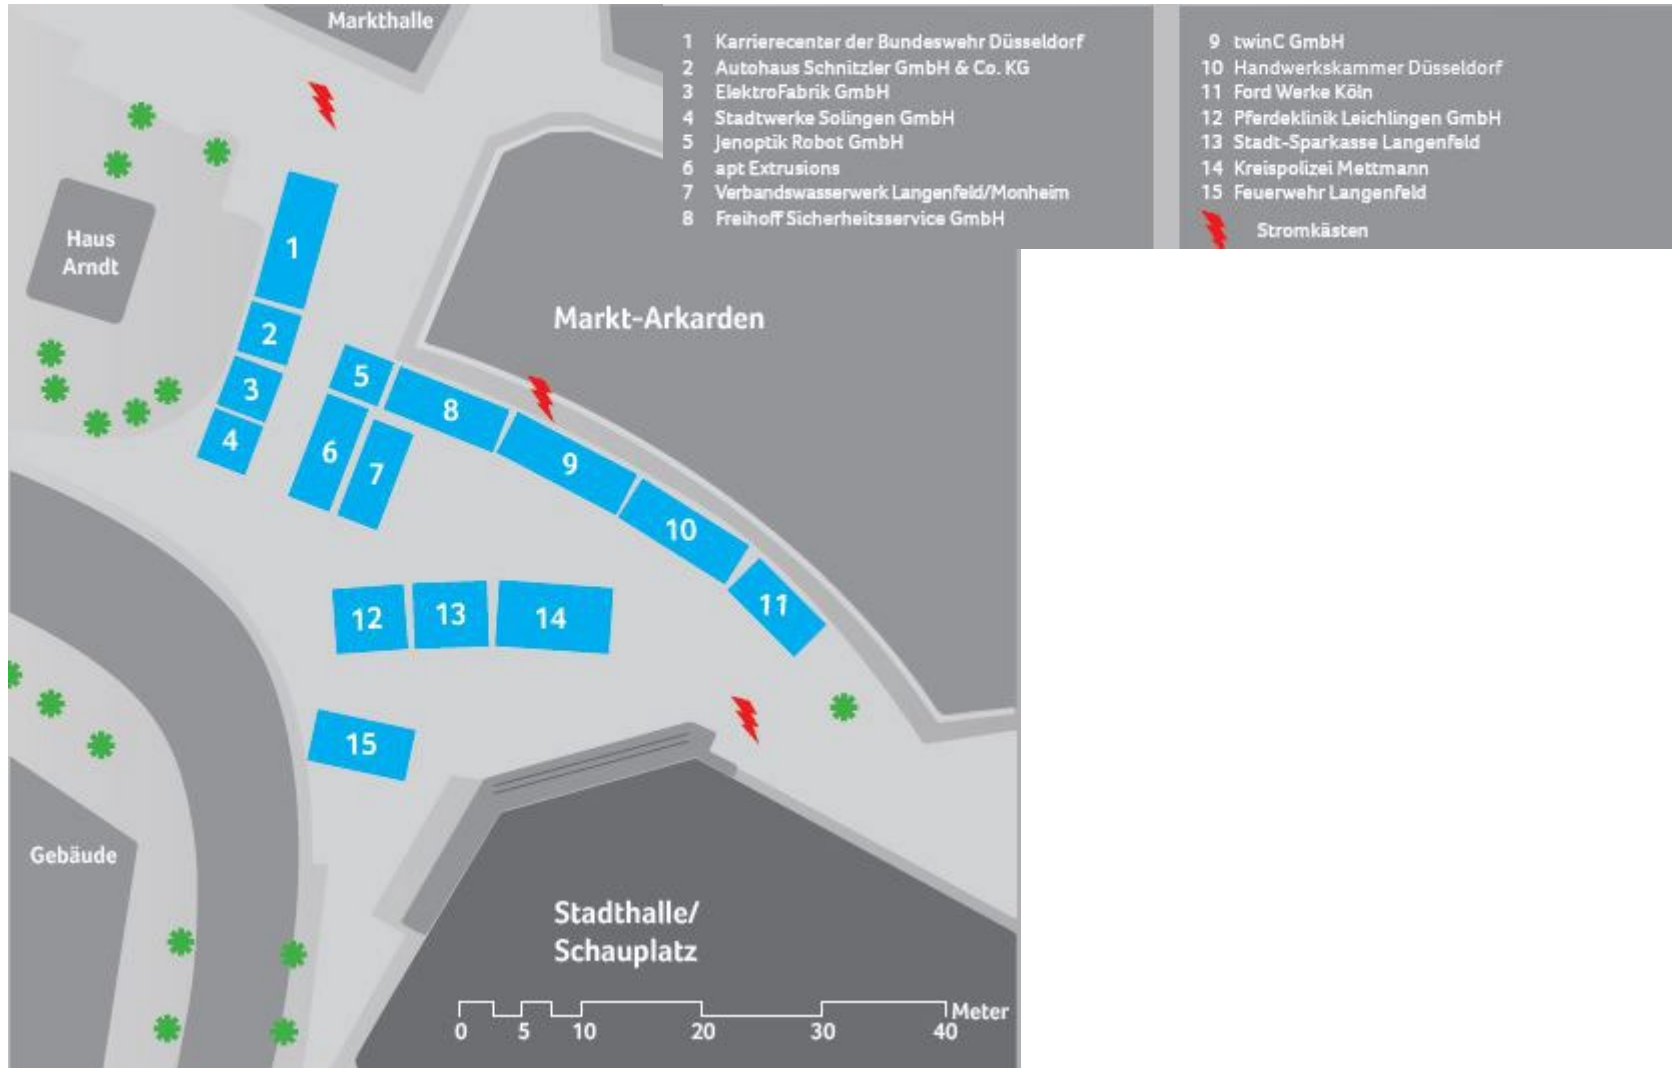 Markthalle
1 Karrierecenter der Bundeswehr Düsseldorf
2 Autohaus Schnitzler GmbH & Co. KG
3 ElektroFabrik GmbH
4 Stadtwerke Solingen GmbH
5 Jenoptik Robot GmbH
6 apt Extrusions
7 Verbandswasserwerk Langenfeld/Monheim
8 Freihoff Sicherheitsservice GmbH
9 twinC GmbH
10 Handwerkskammer Düsseldorf
11 Ford Werke Köln
12 Pferdeklinik Leichlingen GmbH
13 Stadt-Sparkasse Langenfeld
14 Kreispolizei Mettmann
15 Feuerwehr Langenfeld
Stromkästen
Haus
Arndt
1
2
3
4
Markt-Arkarden
5
6
7
8
9
10
11
12
13
14
15
Gebäude
Stadthalle/
Schauplatz
Meter
0 5 10 20 30 40